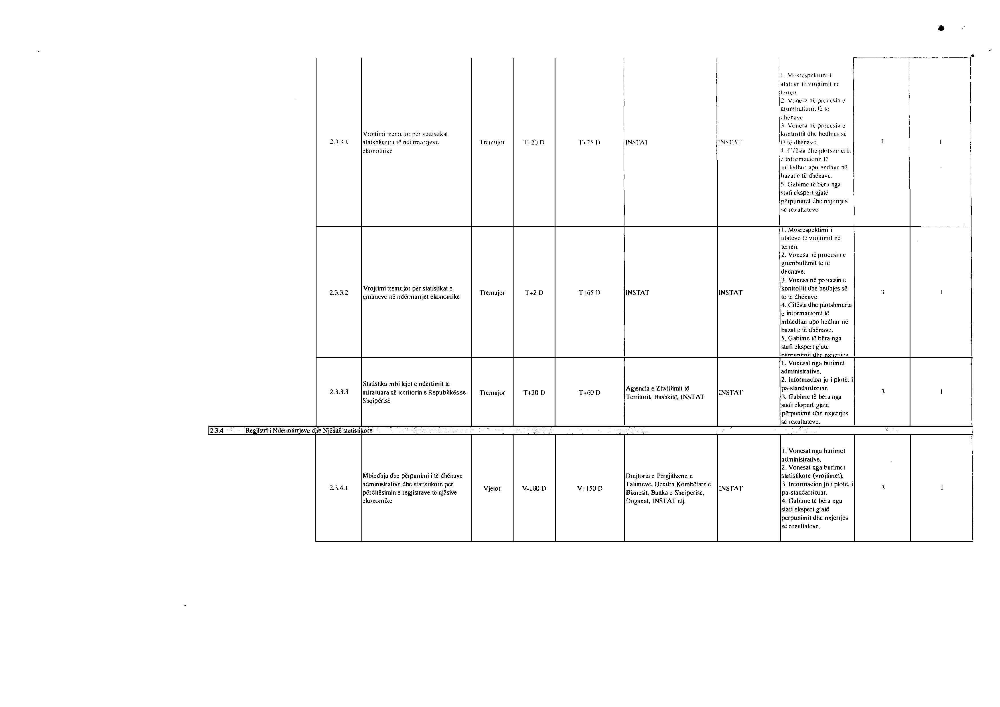 2.3.3.1
Vrojtimi tremujor për statistikat
afatshkurtra të ndërmarrjeve
ekonomike
Tremujor
T+20 D
T+75 D
INSTAT
INSTAT
1. Mosrespektimi i
afateve të vrojtimit në
terren.
2. Vonesa në procesin e
grumbullimit të të
dhënave
3. Vonesa në procesin e
kontrollit dhe hedhjes së
të të dhënave.
4. Cilësia dhe plotshmëria
e informacionit të
mbledhur apo hedhur në
bazat e të dhënave.
5. Gabime të bëra nga
stafi ekspert gjatë
përpunimit dhe nxjerrjes
së rezultateve
3
1
2.3.3.2
Vrojtimi tremujor për statistikat e
çmimeve në ndërmarrjet ekonomike
Tremujor
T+2 D
T+65 D
INSTAT
INSTAT
1. Mosrespektimi i
afateve të vrojtimit në
terren.
2. Vonesa në procesin e
grumbullimit të të
dhënave.
3. Vonesa në procesin e
kontrollit dhe hedhjes së
të të dhënave.
4. Cilësia dhe plotshmëria
e informacionit të
mbledhur apo hedhur në
bazat e të dhënave.
5. Gabime të bëra nga
stafi ekspert gjatë
përpunimit dhe nxjerrjes
3
1
2.3.3.3
Statistika mbi lejet e ndërtimit të
miratuara në territorin e Republikës së
Shqipërisë
Tremujor
T+30 D
T+60 D
Agjencia e Zhvillimit të
Territorit, Bashkitë, INSTAT
INSTAT
1. Vonesat nga burimet
administrative.
2. Informacion jo i plotë, i
pa-standardizuar.
3. Gabime të bëra nga
stafi ekspert gjatë
përpunimit dhe nxjerrjes
së rezultateve.
3
1
2.3.4 Regjistri i Ndërmarrjeve dhe Njësitë statistikore
2.3.4.1
Mbledhja dhe përpunimi i të dhënave
administrative dhe statistikore për
përditësimin e regjistrave të njësive
ekonomike
Vjetor
V-180 D
V+150 D
Drejtoria e Përgjithsme e
Tatimeve, Qendra Kombëtare e
Biznesit, Banka e Shqipërisë,
Doganat, INSTAT etj.
INSTAT
1. Vonesat nga burimet
administrative.
2. Vonesat nga burimet
statistikore (vrojtimet).
3. Informacion jo i plotë, i
pa-standartizuar.
4. Gabime të bëra nga
stafi ekspert gjatë
përpunimit dhe nxjerrjes
së rezultateve.
3
1